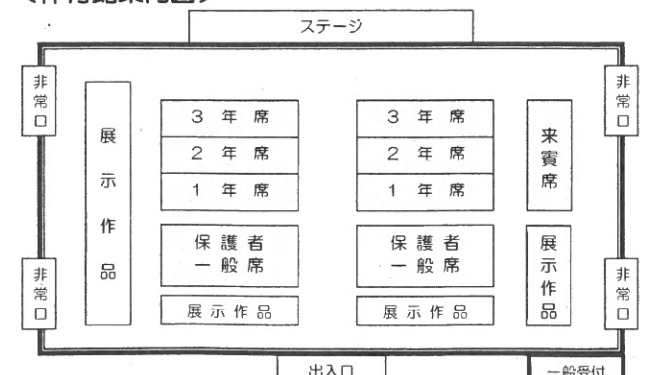 ステージ
非常口
非常口
展示作品
3年席
2年席
1年席
3年席
2年席
1年席
来賓席
保護者
一般席
保護者
一般席
展示作品
展示作品
展示作品
非常口
非常口
出入口
一般受付